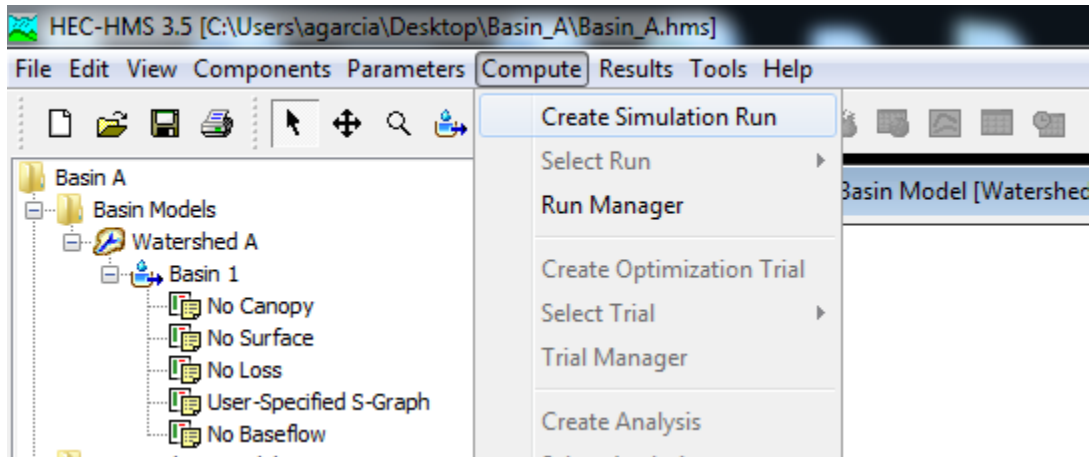 HEC-HMS 3.5 [C:\Users\agarcia\Desktop\Basin_A\Basin_A.hms]
File Edit View Components Parameters Compute Results Tools Help
Create Simulation Run
Select Run
Run Manager
Create Optimization Trial
Select Trial
Trial Manager
Create Analysis
Basin A
Basin Models
Watershed A
Basin 1
No Canopy
No Surface
No Loss
User-Specified S-Graph
No Baseflow
Basin Model [Watershed